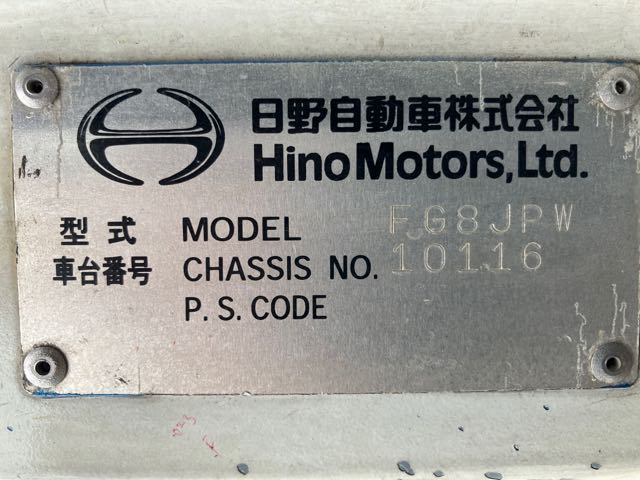 日野自動車株式会社
Hino Motors, Ltd.
型式 MODEL FG8JPW
車台番号 CHASSIS NO. 10116
P. S. CODE